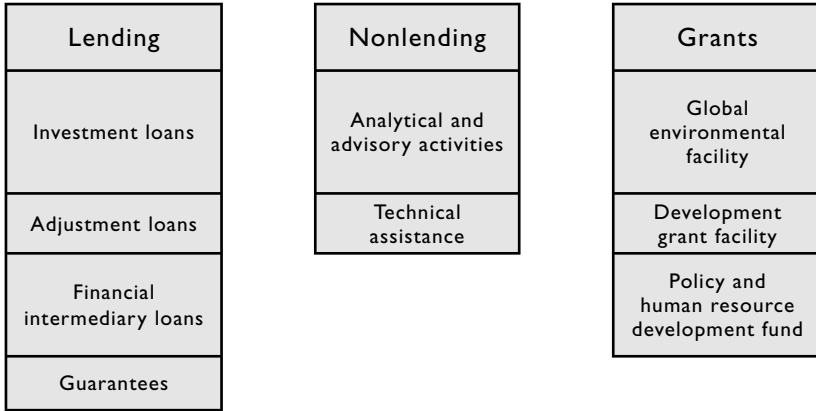 Lending
Investment loans
Adjustment loans
Financial
intermediary loans
Guarantees
Nonlending
Analytical and
advisory activities
Technical
assistance
Grants
Global
environmental
facility
Development
grant facility
Policy and
human resource
development fund